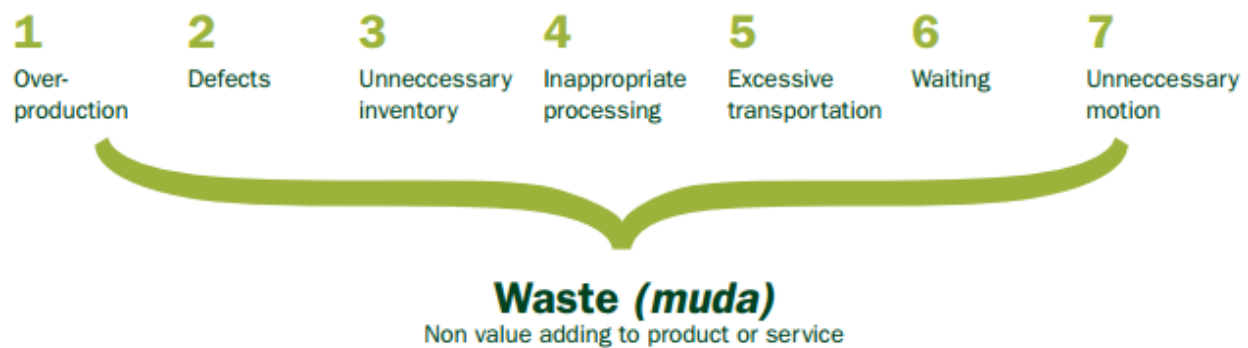 1 2 3 4 5 6 7
Over- Defects Unneccessary Inappropriate Excessive Waiting Unneccessary
production inventory processing transportation motion
Waste (muda)
Non value adding to product or service